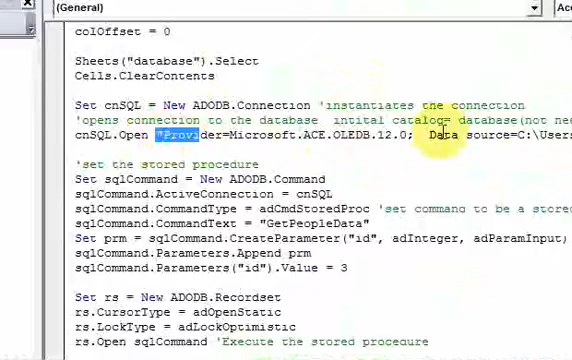 (General)
colOffset = 0
Sheets("database").Select
Cells.ClearContents
Set cnSQL = New ADODB.Connection 'instantiates the connection
'opens connection to the database  intital catalog= database(not nee
cnSQL.Open "Provider=Microsoft.ACE.OLEDB.12.0;  Data source=C:\Users
'set the stored procedure
Set sqlCommand = New ADODB.Command
sqlCommand.ActiveConnection = cnSQL
sqlCommand.CommandType = adCmdStoredProc 'set commang to be a stored
sqlCommand.CommandText = "GetPeopleData"
Set prm = sqlCommand.CreateParameter("id", adInteger, adParamInput)
sqlCommand.Parameters.Append prm
sqlCommand.Parameters("id").Value = 3
Set rs = New ADODB.Recordset
rs.CursorType = adOpenStatic
rs.LockType = adLockOptimistic
rs.Open sqlCommand 'Execute the stored procedure